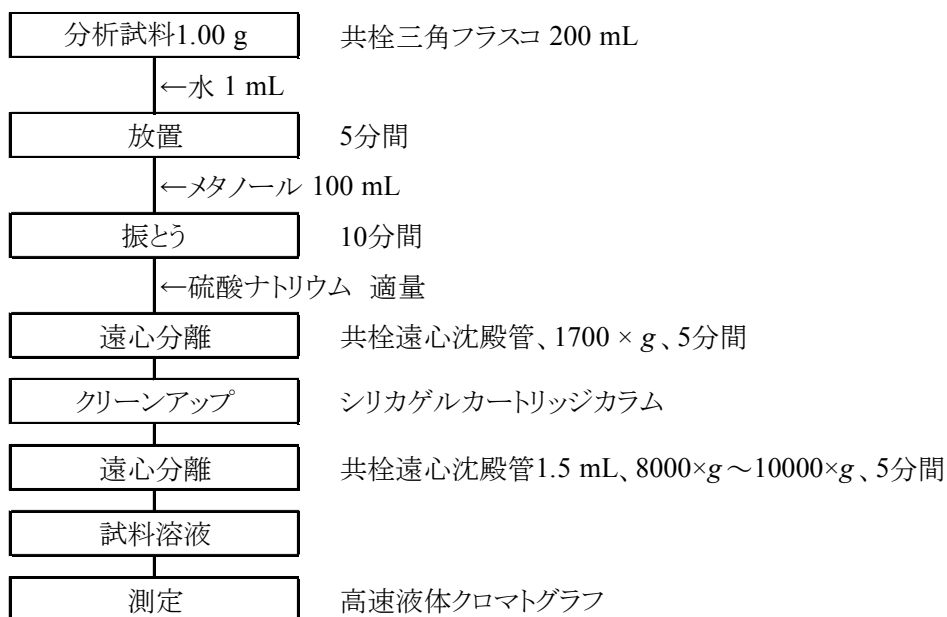 分析試料1.00 g 共栓三角フラスコ 200 mL
←水 1 mL
放置 5分間
←メタノール 100 mL
振とう 10分間
←硫酸ナトリウム 適量
遠心分離 共栓遠心沈殿管、1700 × g 、5分間
クリーンアップ シリカゲルカートリッジカラム
遠心分離 共栓遠心沈殿管1.5 mL、8000×g～10000×g 、5分間
試料溶液
測定 高速液体クロマトグラフ